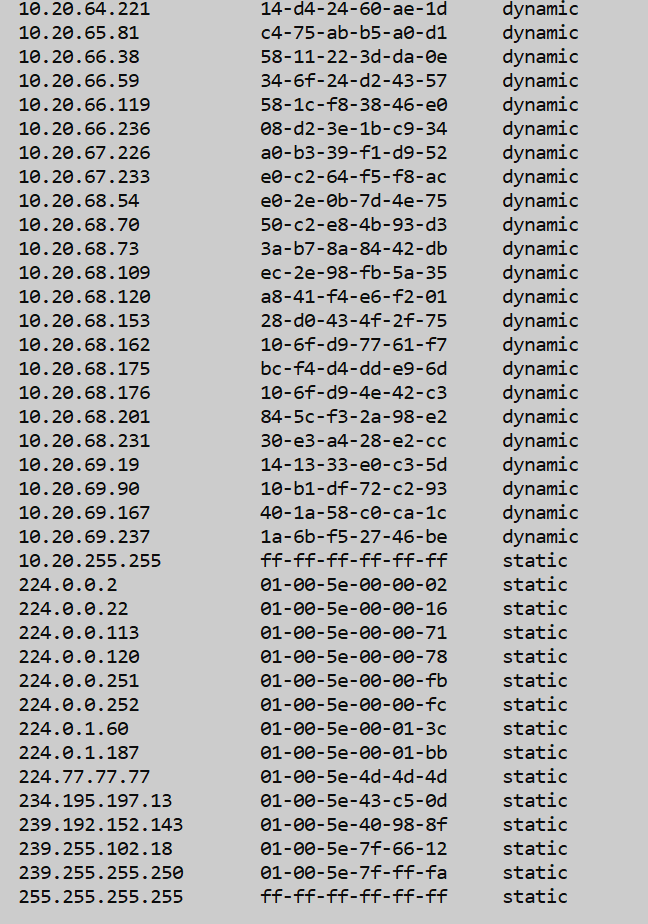 10.20.64.221 14-d4-24-60-ae-1d dynamic
10.20.65.81 c4-75-ab-b5-a0-d1 dynamic
10.20.66.38 58-11-22-3d-da-0e dynamic
10.20.66.59 34-6f-24-d2-43-57 dynamic
10.20.66.119 58-1c-f8-38-46-e0 dynamic
10.20.66.236 08-d2-3e-1b-c9-34 dynamic
10.20.67.226 a0-b3-39-f1-d9-52 dynamic
10.20.67.233 e0-c2-64-f5-f8-ac dynamic
10.20.68.54 e0-2e-0b-7d-4e-75 dynamic
10.20.68.70 50-c2-e8-4b-93-d3 dynamic
10.20.68.73 3a-b7-8a-84-42-db dynamic
10.20.68.109 ec-2e-98-fb-5a-35 dynamic
10.20.68.120 a8-41-f4-e6-f2-01 dynamic
10.20.68.153 28-d0-43-4f-2f-75 dynamic
10.20.68.162 10-6f-d9-77-61-f7 dynamic
10.20.68.175 bc-f4-d4-dd-e9-6d dynamic
10.20.68.176 10-6f-d9-4e-42-c3 dynamic
10.20.68.201 84-5c-f3-2a-98-e2 dynamic
10.20.68.231 30-e3-a4-28-e2-cc dynamic
10.20.69.19 14-13-33-e0-c3-5d dynamic
10.20.69.90 10-b1-df-72-c2-93 dynamic
10.20.69.167 40-1a-58-c0-ca-1c dynamic
10.20.69.237 1a-6b-f5-27-46-be dynamic
10.20.255.255 ff-ff-ff-ff-ff-ff static
224.0.0.2 01-00-5e-00-00-02 static
224.0.0.22 01-00-5e-00-00-16 static
224.0.0.113 01-00-5e-00-00-71 static
224.0.0.120 01-00-5e-00-00-78 static
224.0.0.251 01-00-5e-00-00-fb static
224.0.0.252 01-00-5e-00-00-fc static
224.0.1.60 01-00-5e-00-01-3c static
224.0.1.187 01-00-5e-00-01-bb static
224.77.77.77 01-00-5e-4d-4d-4d static
234.195.197.13 01-00-5e-43-c5-0d static
239.192.152.143 01-00-5e-40-98-8f static
239.255.102.18 01-00-5e-7f-66-12 static
239.255.255.250 01-00-5e-7f-ff-fa static
255.255.255.255 ff-ff-ff-ff-ff-ff static